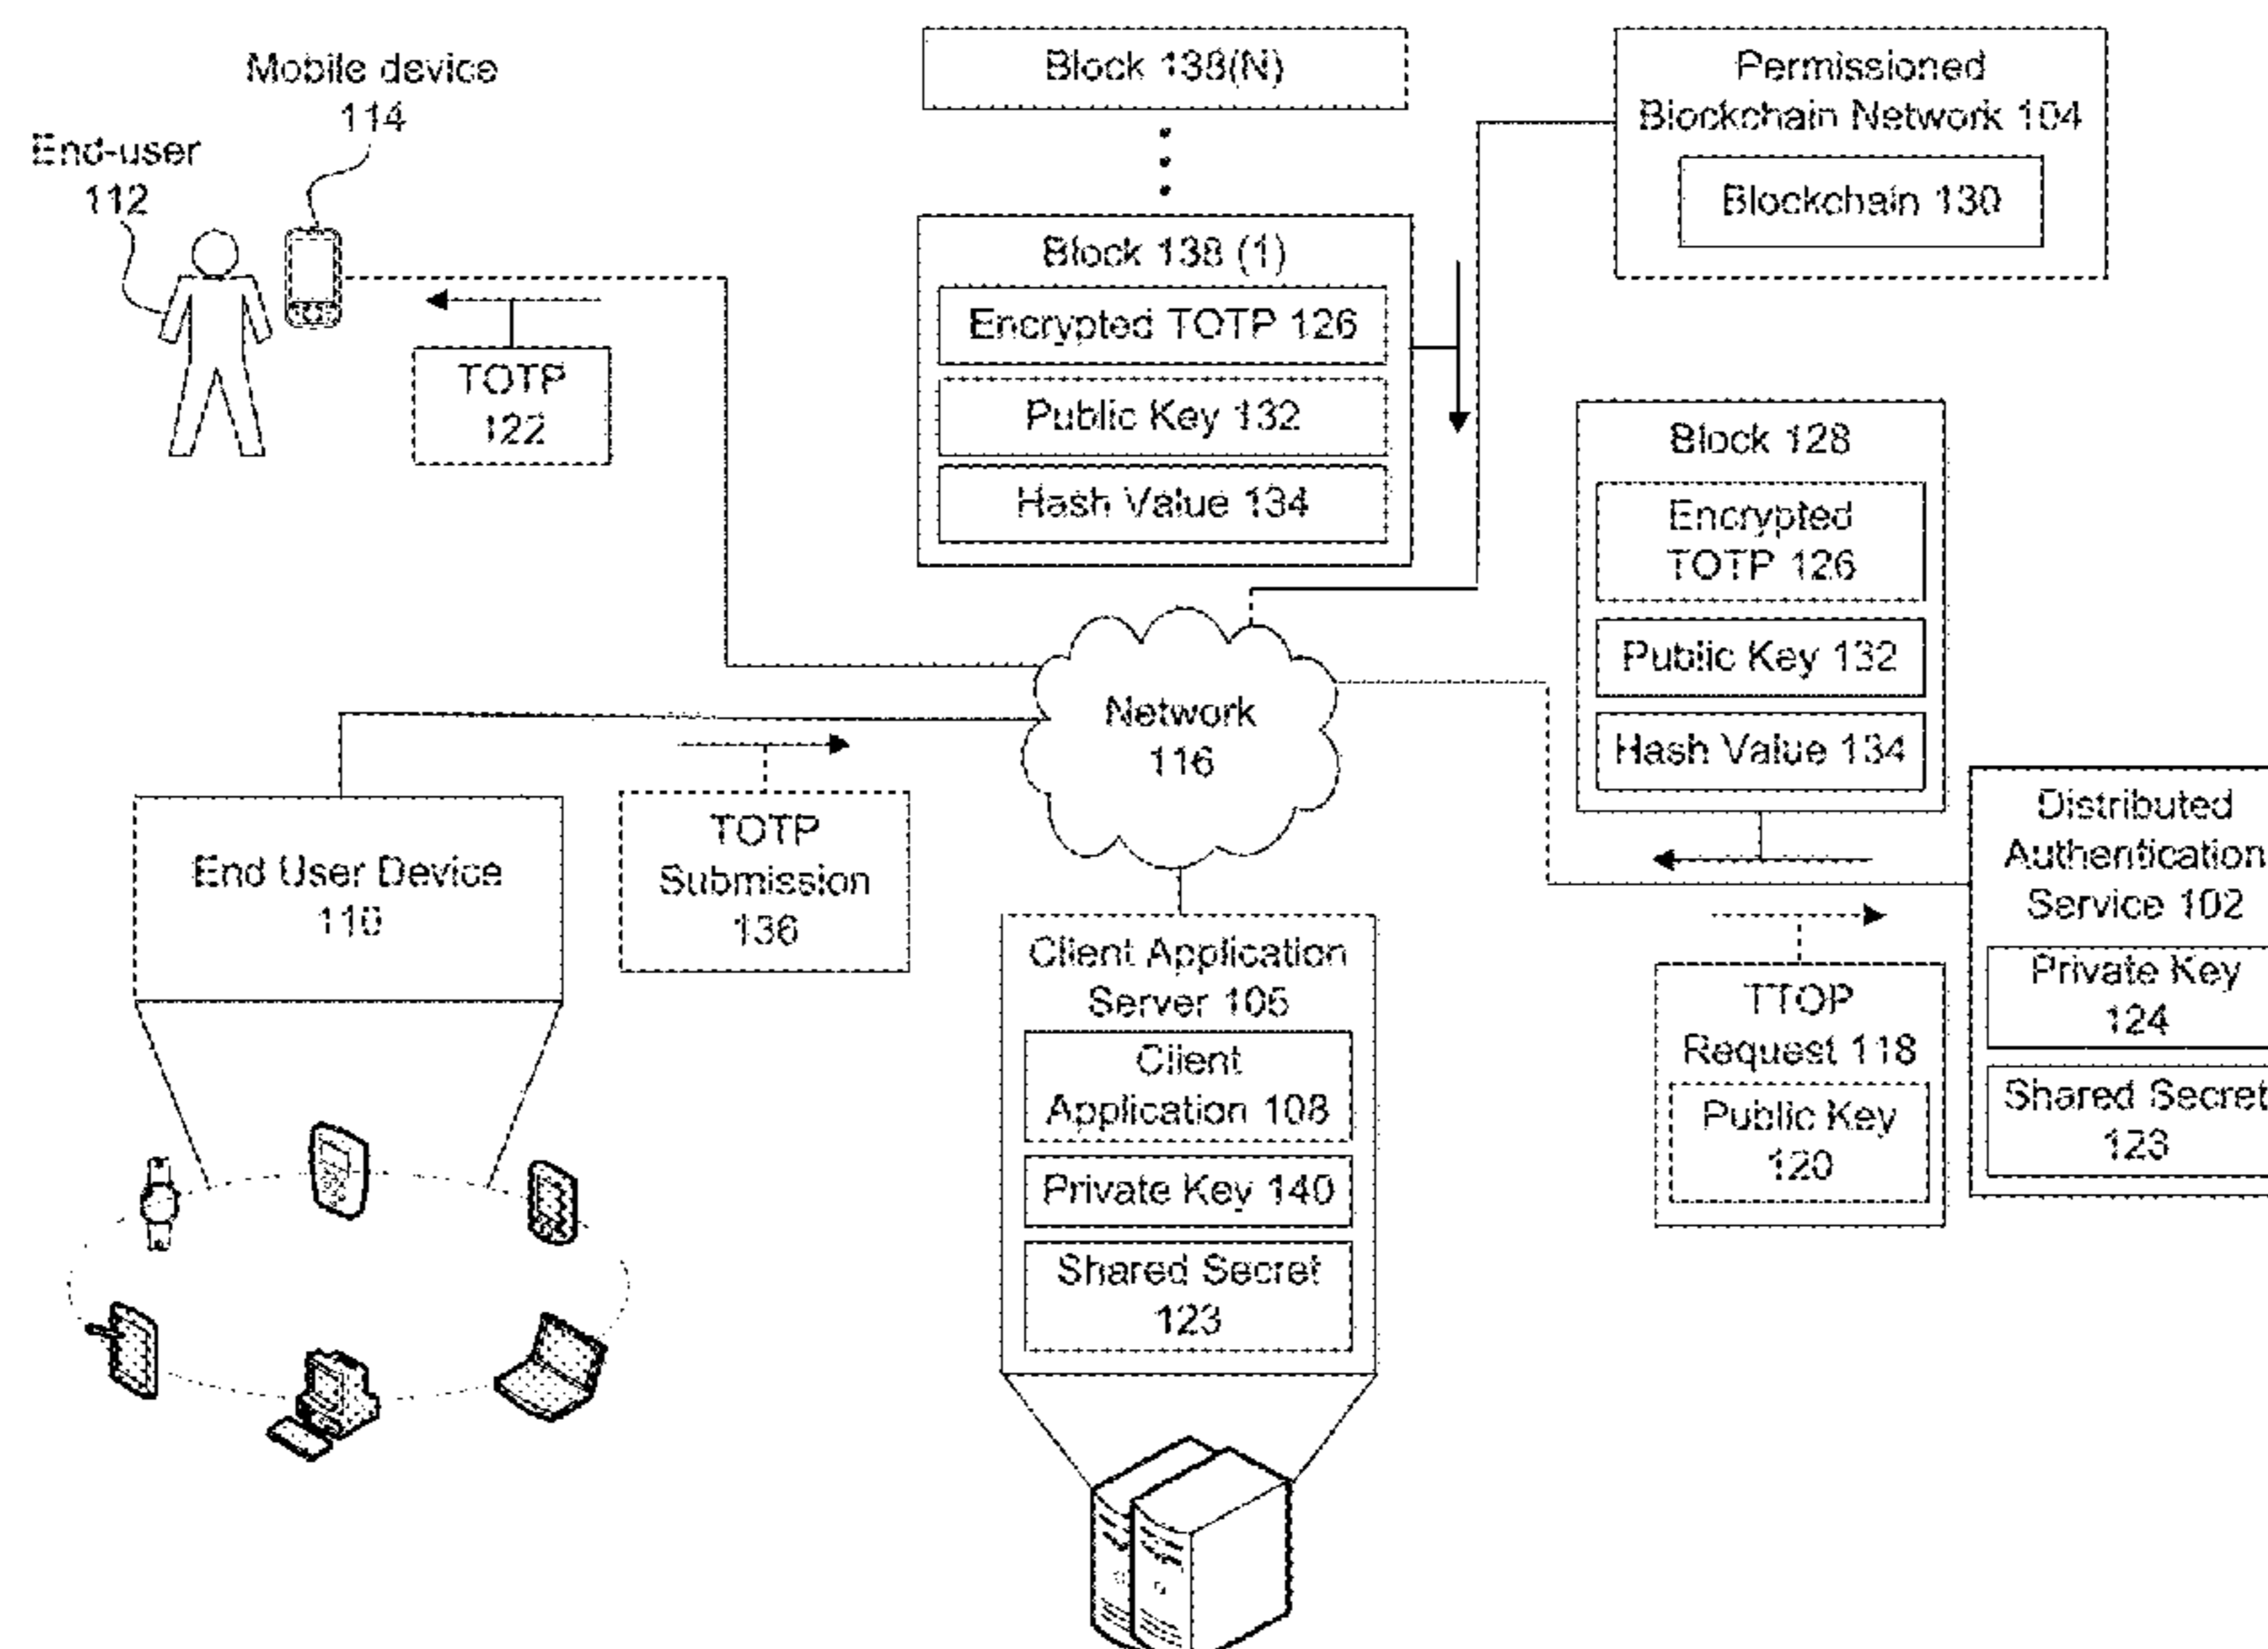 Mobile device
114
End-user
112
TOTP
122
Block 138(N)
Block 138 (1)
Encrypted TOTP 126
Public Key 132
Hash Value 134
Permissioned
Blockchain Network 104
Blockchain 130
Block 128
Encrypted
TOTP 126
Public Key 132
Hash Value 134
Network
116
End User Device
110
TOTP
Submission
136
Client Application
Server 106
Client
Application 108
Private Key 140
Shared Secret
123
TTOP
Request 118
Public Key
120
Distributed
Authentication
Service 102
Private Key
124
Shared Secret
123